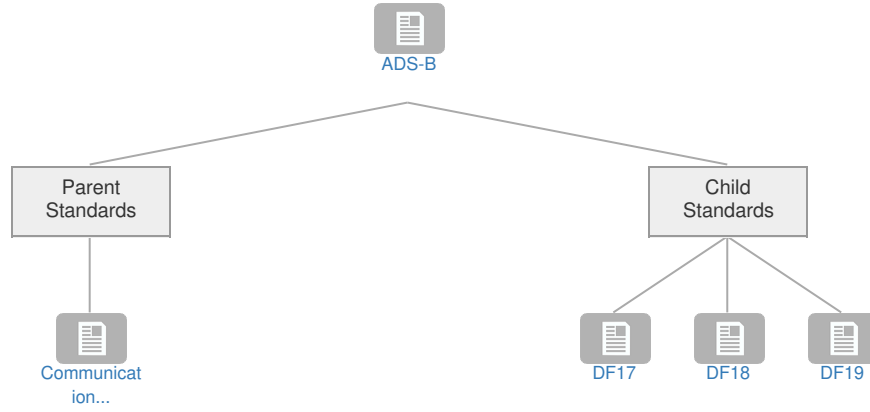 ADS-B
Parent
Standards
Child
Standards
Communicat
ion...
DF17
DF18
DF19